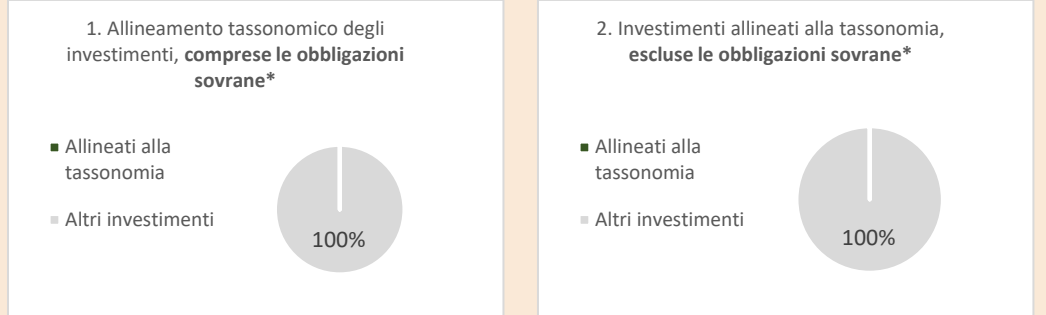 1. Allineamento tassonomico degli
investimenti, comprese le obbligazioni
sovrane*
Allineati alla
tassonomia
Altri investimenti
100%
2. Investimenti allineati alla tassonomia,
escluse le obbligazioni sovrane*
Allineati alla
tassonomia
Altri investimenti
100%